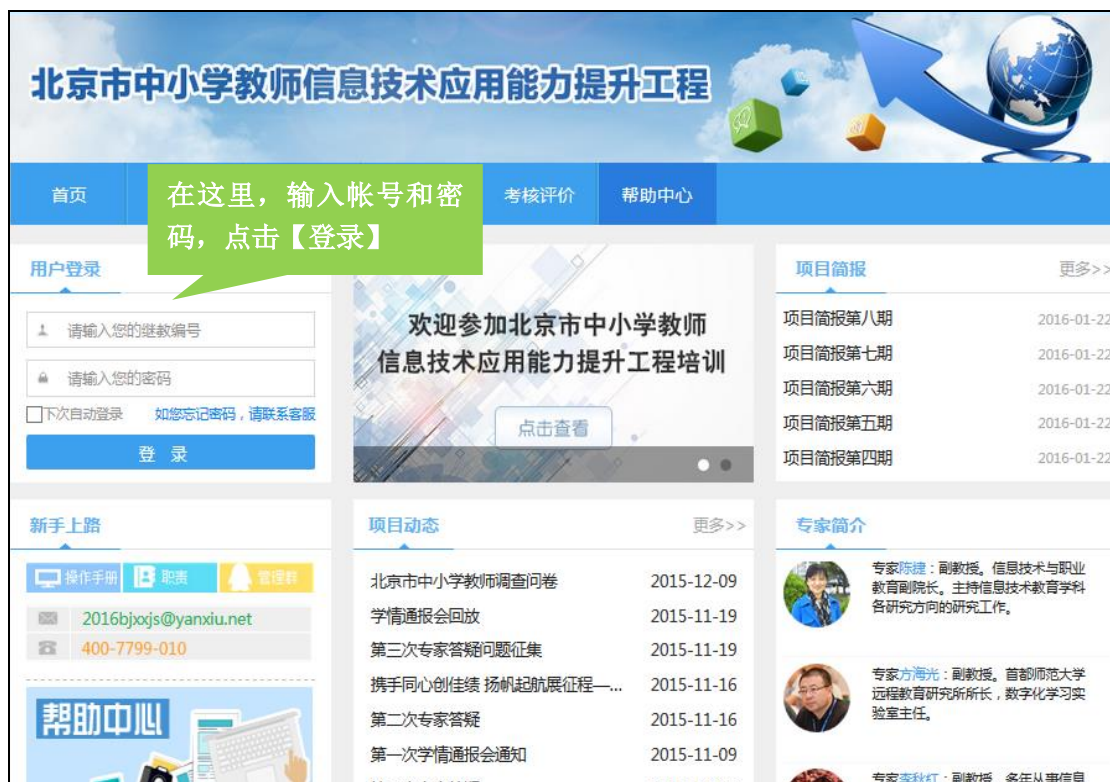 北京市中小学教师信息技术应用能力提升工程
首页
在这里，输入帐号和密
码，点击【登录】
考核评价
帮助中心
用户登录
请输入您的继教编号
请输入您的密码
下次自动登录 如您忘记密码，请联系客服
登 录
欢迎参加北京市中小学教师
信息技术应用能力提升工程培训
点击查看
项目简报 更多>>
项目简报第八期 2016-01-22
项目简报第七期 2016-01-22
项目简报第六期 2016-01-22
项目简报第五期 2016-01-22
项目简报第四期 2016-01-22
新手上路
操作手册 职责 管理群
2016bjxxjs@yanxiu.net
400-7799-010
帮助中心
项目动态 更多>>
北京市中小学教师调查问卷 2015-12-09
学情通报会回放 2015-11-19
第三次专家答疑问题征集 2015-11-19
携手同心创佳绩 扬帆起航展征程—... 2015-11-16
第二次专家答疑 2015-11-16
第一次学情通报会通知 2015-11-09
专家简介
专家陈捷：副教授。信息技术与职业
教育副院长。主持信息技术教育学科
各研究方向的研究工作。
专家方海光：副教授。首都师范大学
远程教育研究所所长，数字化学习实
验室主任。
专家李秋红：副教授。多年从事信息